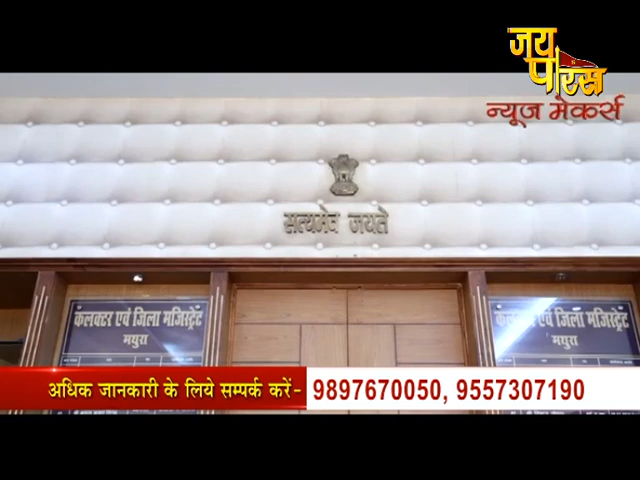 जय
पारस
न्यूज मेकर्स
सत्यमेव जयते
कलक्टर एवं जिला मजिस्ट्रेट
मथुरा
कलक्टर एवं जिला मजिस्ट्रेट
मथुरा
अधिक जानकारी के लिये सम्पर्क करें- 9897670050, 9557307190